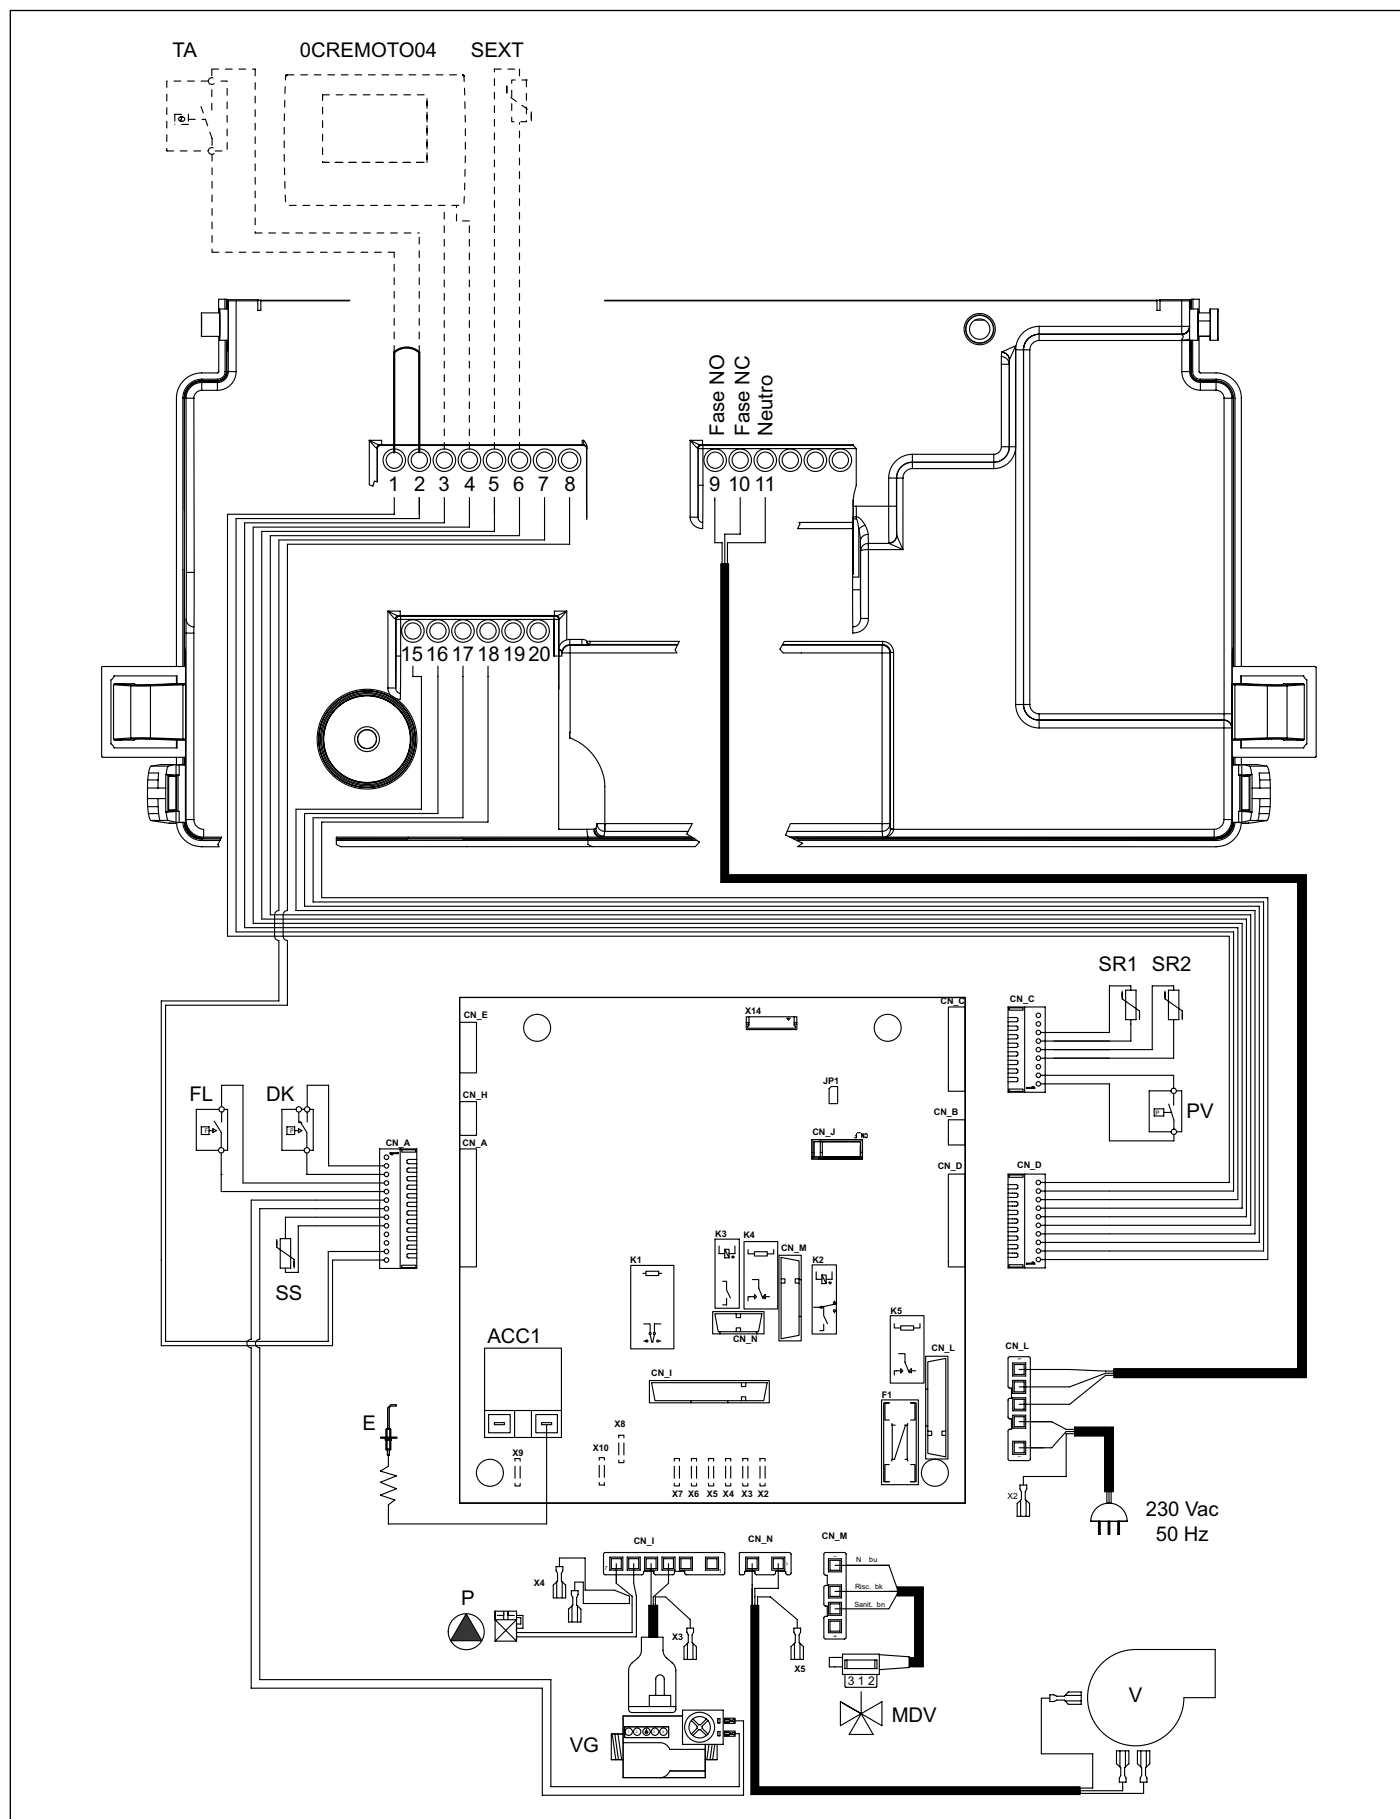 TA 0CREMOTO04 SEXT
Fase NO
Fase NC
Neutro
1 2 3 4 5 6 7 8
9 10 11
15 16 17 18 19 20
SR1 SR2
CN_C
PV
CN_D
CN_E
X14
CN_C
CN_H
JP1
CN_B
CN_A
CN_J
CN_D
FL DK
CN_A
SS
K3 K4
CN_M
K2
K1
CN_N
K5
CN_L
ACC1
CN_I
F1
CN_L
E
X8
X10
X9
X7 X6 X5 X4 X3 X2
X2
230 Vac
50 Hz
CN_I
CN_N
CN_M
N bu
Risc. bk
Sanit. bn
X4
P
X3
X5
3 1 2
MDV
V
VG